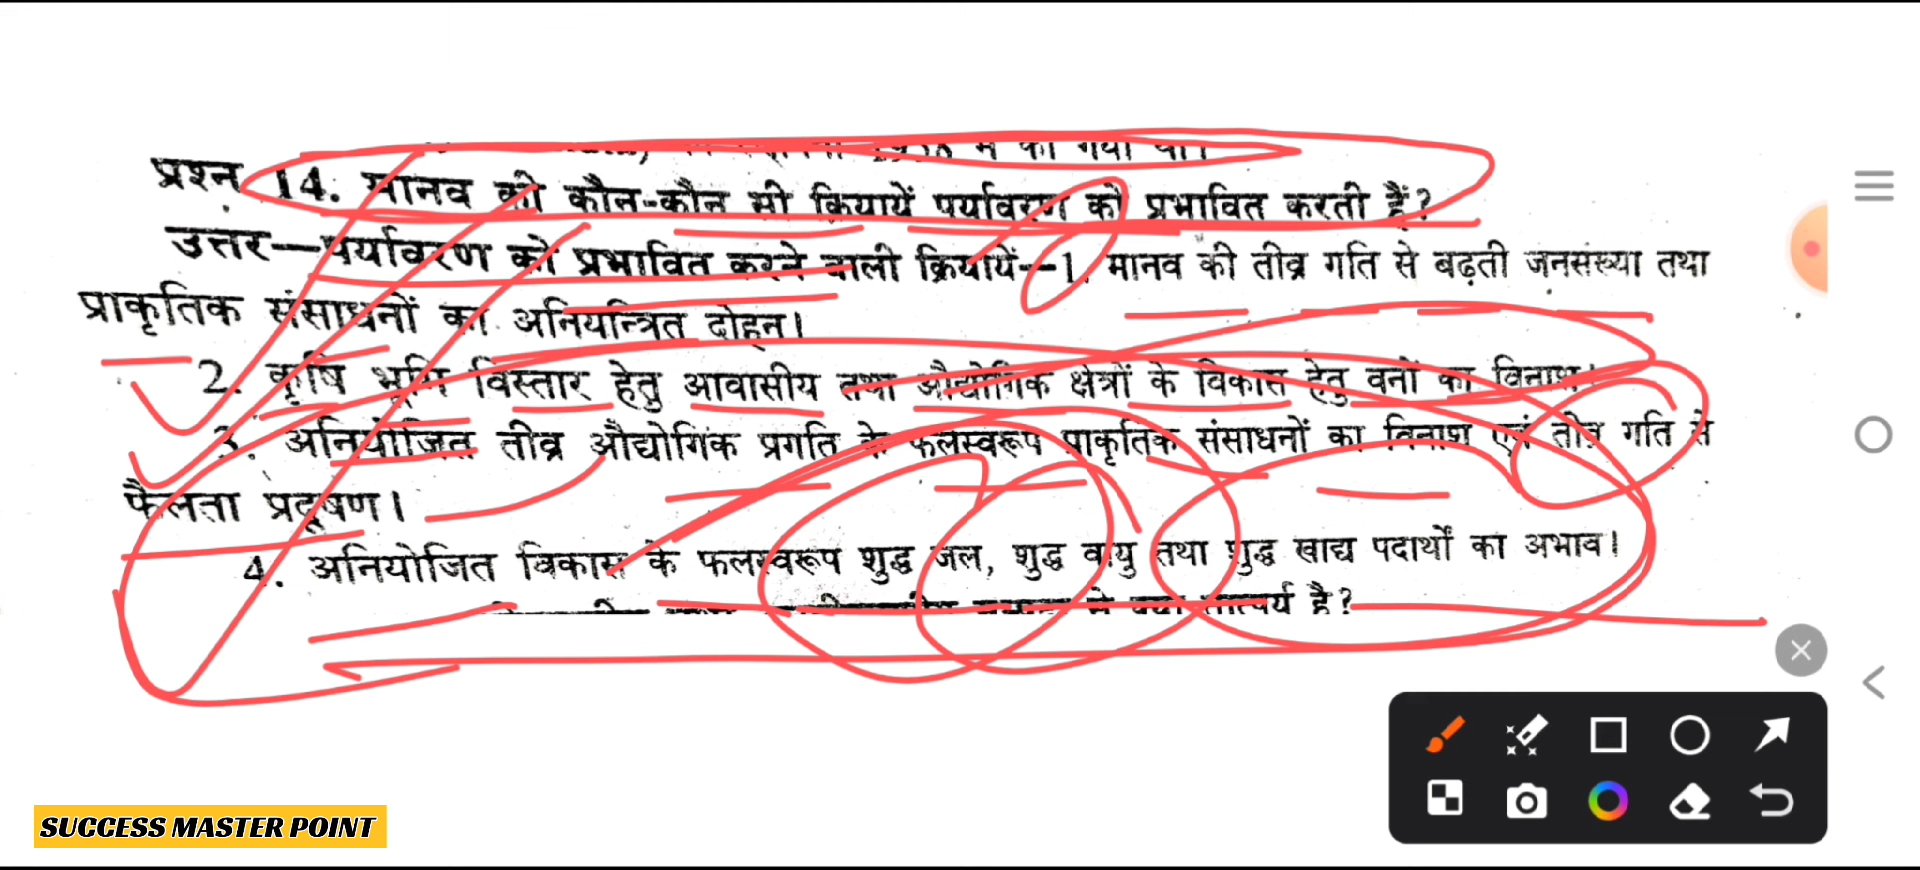 में की गयी थी।
प्रश्न 14. मानव की कौन-कौन सी क्रियायें पर्यावरण को प्रभावित करती हैं?
उत्तर—पर्यावरण को प्रभावित करने वाली क्रियायें—1. मानव की तीव्र गति से बढ़ती जनसंख्या तथा
प्राकृतिक संसाधनों का अनियन्त्रित दोहन।
2. कृषि भूमि विस्तार हेतु आवासीय तथा औद्योगिक क्षेत्रों के विकास हेतु वनों का विनाश।
3. अनियोजित तीव्र औद्योगिक प्रगति के फलस्वरूप प्राकृतिक संसाधनों का विनाश एवं तीव्र गति से
फैलता प्रदूषण।
4. अनियोजित विकास के फलस्वरूप शुद्ध जल, शुद्ध वायु तथा शुद्ध खाद्य पदार्थों का अभाव।
से क्या तात्पर्य है?
SUCCESS MASTER POINT